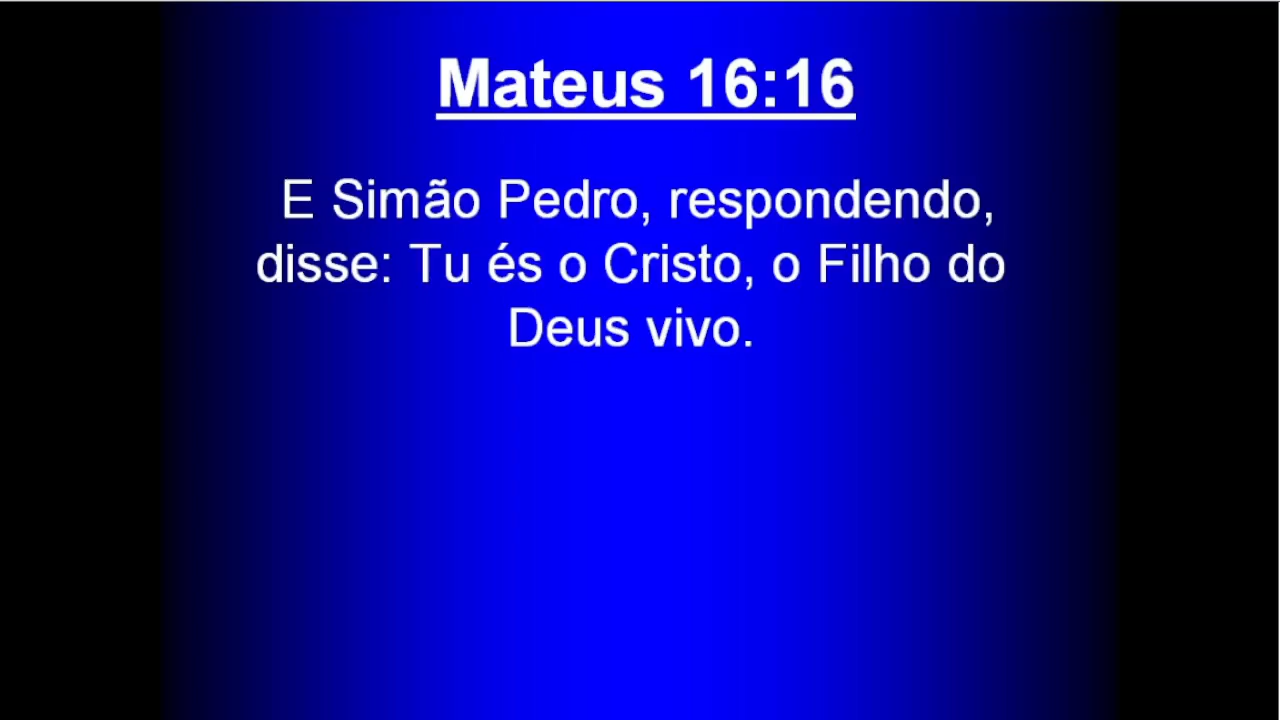 Mateus 16:16
E Simão Pedro, respondendo,
disse: Tu és o Cristo, o Filho do
Deus vivo.